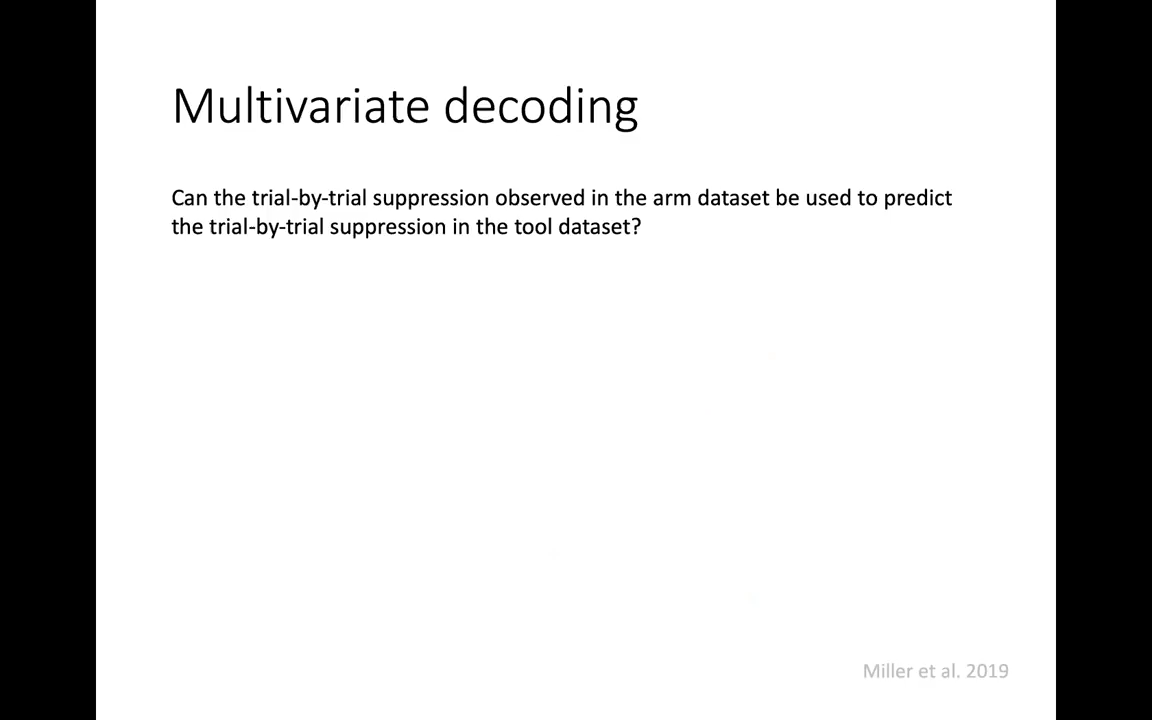 Multivariate decoding
Can the trial-by-trial suppression observed in the arm dataset be used to predict
the trial-by-trial suppression in the tool dataset?
Miller et al. 2019